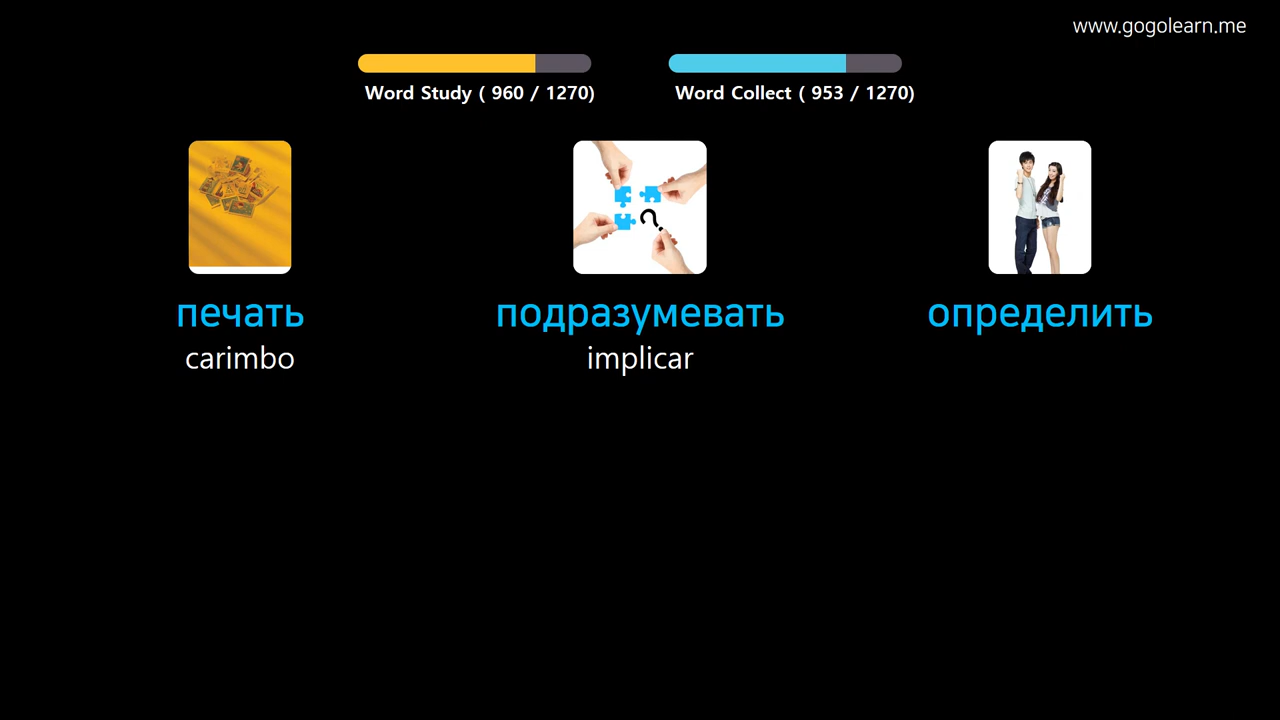 www.gogolearn.me
Word Study ( 960 / 1270)
Word Collect ( 953 / 1270)
печать
carimbo
подразумевать
implicar
определить